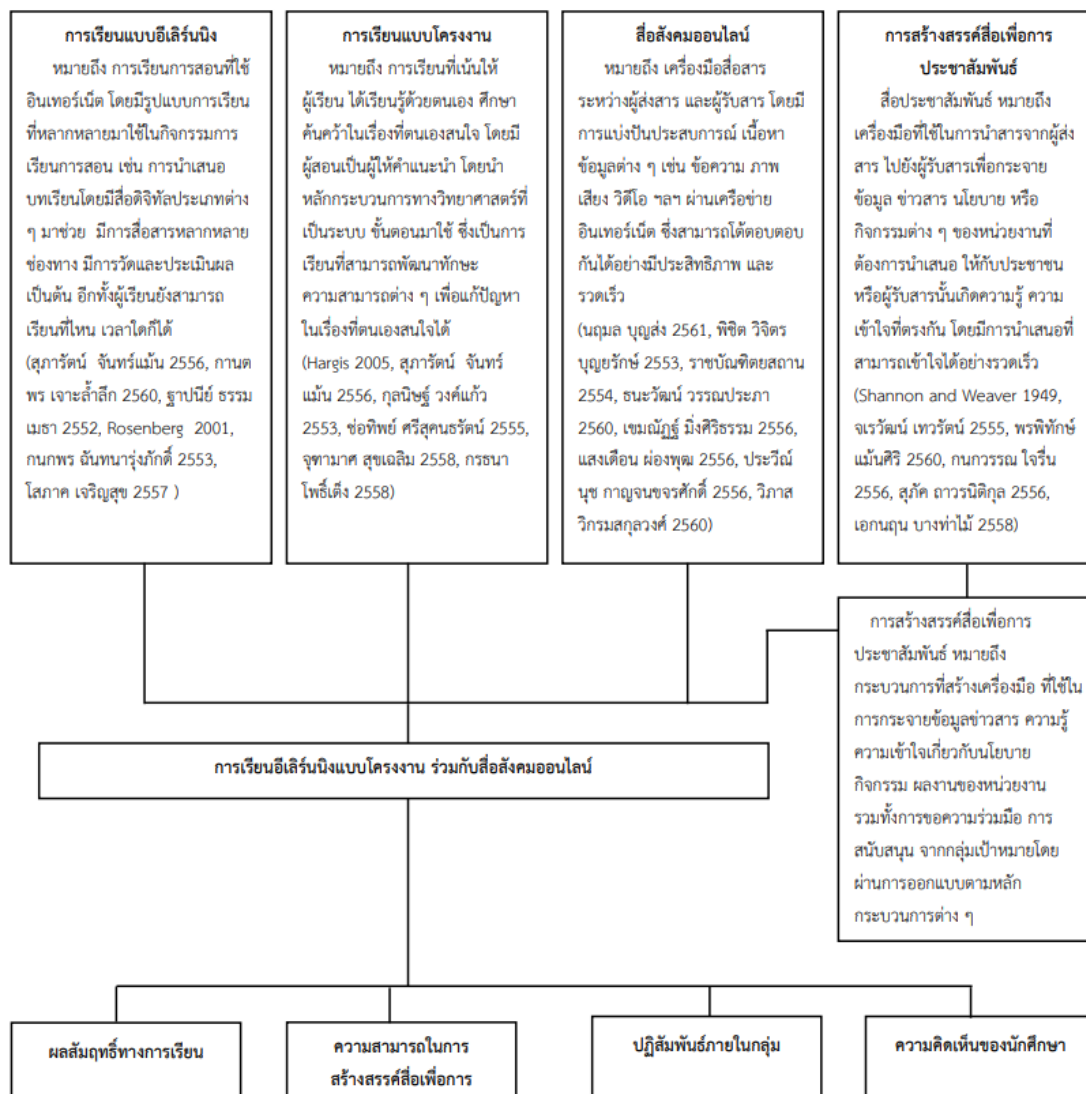 การเรียนแบบอีเลิร์นนิง
หมายถึง การเรียนการสอนที่ใช้
อินเทอร์เน็ต โดยมีรูปแบบการเรียน
ที่หลากหลายมาใช้ในกิจกรรมการ
เรียนการสอน เช่น การนำเสนอ
บทเรียนโดยมีสื่อดิจิทัลประเภทต่าง
ๆ มาช่วย มีการสื่อสารหลากหลาย
ช่องทาง มีการวัดและประเมินผล
เป็นต้น อีกทั้งผู้เรียนยังสามารถ
เรียนที่ไหน เวลาใดก็ได้
(สุภารัตน์ จันทร์แม้น 2556, กานต
พร เจาะล้ำลึก 2560, ฐาปนีย์ ธรรม
เมธา 2552, Rosenberg 2001,
กนกพร ฉันทนารุ่งภักดิ์ 2553,
โสภาค เจริญสุข 2557 )
การเรียนแบบโครงงาน
หมายถึง การเรียนที่เน้นให้
ผู้เรียน ได้เรียนรู้ด้วยตนเอง ศึกษา
ค้นคว้าในเรื่องที่ตนเองสนใจ โดยมี
ผู้สอนเป็นผู้ให้คำแนะนำ โดยนำ
หลักกระบวนการทางวิทยาศาสตร์ที่
เป็นระบบ ขั้นตอนมาใช้ ซึ่งเป็นการ
เรียนที่สามารถพัฒนาทักษะ
ความสามารถต่าง ๆ เพื่อแก้ปัญหา
ในเรื่องที่ตนเองสนใจได้
(Hargis 2005, สุภารัตน์ จันทร์
แม้น 2556, กุลนิษฐ์ วงค์แก้ว
2553, ช่อทิพย์ ศรีสุคนธรัตน์ 2555,
จุฑามาศ สุขเฉลิม 2558, กรธนา
โพธิ์เต็ง 2558)
สื่อสังคมออนไลน์
หมายถึง เครื่องมือสื่อสาร
ระหว่างผู้ส่งสาร และผู้รับสาร โดยมี
การแบ่งปันประสบการณ์ เนื้อหา
ข้อมูลต่าง ๆ เช่น ข้อความ ภาพ
เสียง วิดีโอ ฯลฯ ผ่านเครือข่าย
อินเทอร์เน็ต ซึ่งสามารถโต้ตอบตอบ
กันได้อย่างมีประสิทธิภาพ และ
รวดเร็ว
(นฤมล บุญส่ง 2561, พิชิต วิจิตร
บุญยรักษ์ 2553, ราชบัณฑิตยสถาน
2554, ธนะวัฒน์ วรรณประภา
2560, เขมณัฏฐ์ มิ่งศิริธรรม 2556,
แสงเดือน ผ่องพุฒ 2556, ประวีณ์
นุช กาญจนขจรศักดิ์ 2556, วิภาส
วิกรมสกุลวงศ์ 2560)
การสร้างสรรค์สื่อเพื่อการ
ประชาสัมพันธ์
สื่อประชาสัมพันธ์ หมายถึง
เครื่องมือที่ใช้ในการนำสารจากผู้ส่ง
สาร ไปยังผู้รับสารเพื่อกระจาย
ข้อมูล ข่าวสาร นโยบาย หรือ
กิจกรรมต่าง ๆ ของหน่วยงานที่
ต้องการนำเสนอ ให้กับประชาชน
หรือผู้รับสารนั้นเกิดความรู้ ความ
เข้าใจที่ตรงกัน โดยมีการนำเสนอที่
สามารถเข้าใจได้อย่างรวดเร็ว
(Shannon and Weaver 1949,
จเรวัฒน์ เทวรัตน์ 2555, พรพิทักษ์
แม้นศิริ 2560, กนกวรรณ ใจรื่น
2556, สุภัค ถาวรนิติกุล 2556,
เอกนฤน บางท่าไม้ 2558)
การสร้างสรรค์สื่อเพื่อการ
ประชาสัมพันธ์ หมายถึง
กระบวนการที่สร้างเครื่องมือ ที่ใช้ใน
การกระจายข้อมูลข่าวสาร ความรู้
ความเข้าใจเกี่ยวกับนโยบาย
กิจกรรม ผลงานของหน่วยงาน
รวมทั้งการขอความร่วมมือ การ
สนับสนุน จากกลุ่มเป้าหมายโดย
ผ่านการออกแบบตามหลัก
กระบวนการต่าง ๆ
การเรียนอีเลิร์นนิงแบบโครงงาน ร่วมกับสื่อสังคมออนไลน์
ผลสัมฤทธิ์ทางการเรียน
ความสามารถในการ
สร้างสรรค์สื่อเพื่อการ
ปฏิสัมพันธ์ภายในกลุ่ม
ความคิดเห็นของนักศึกษา